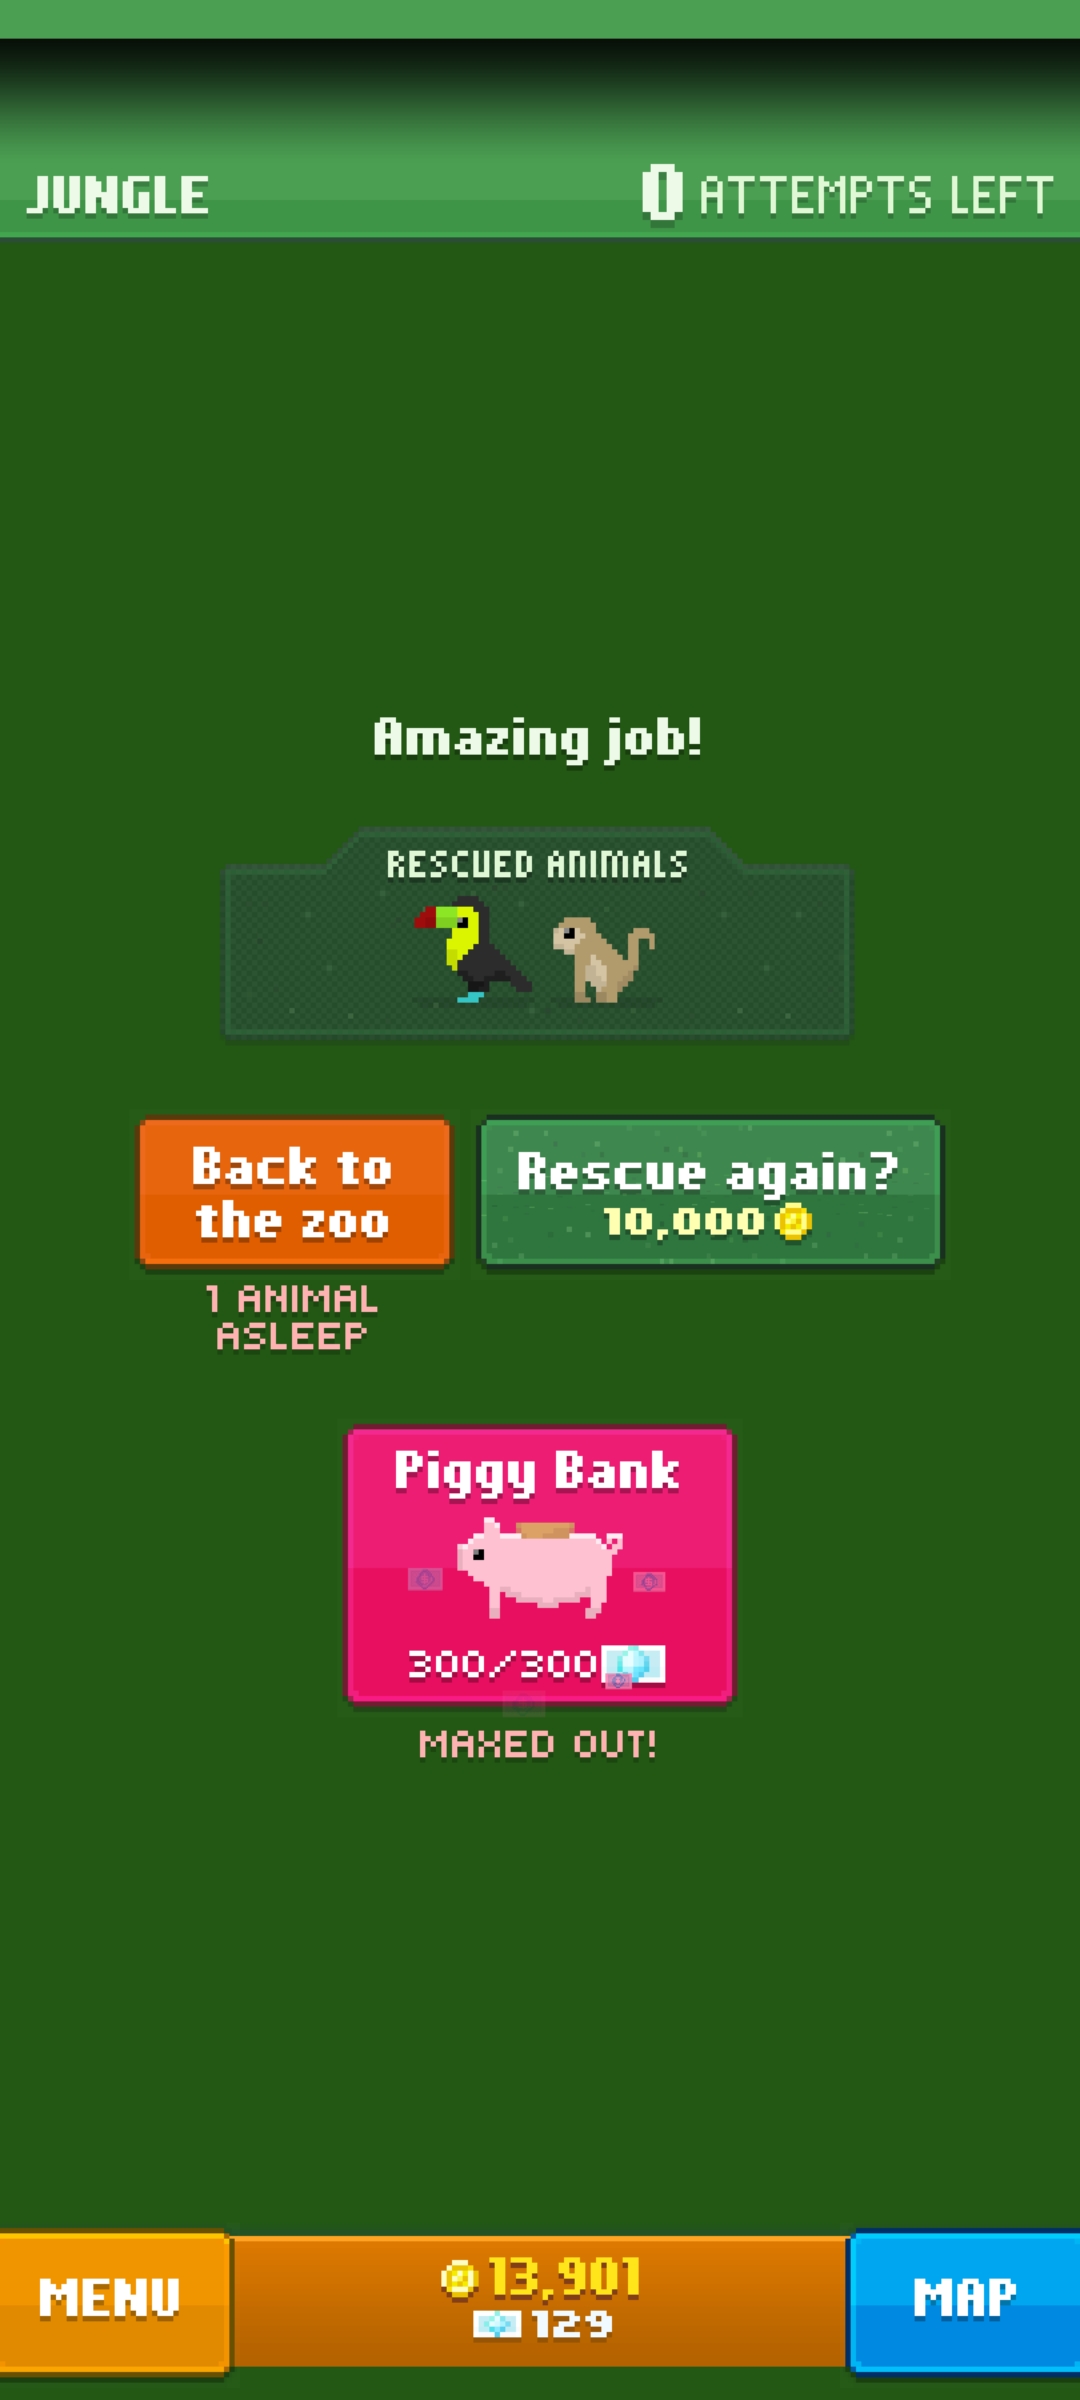 JUNGLE
0 ATTEMPTS LEFT
Amazing job!
RESCUED ANIMALS
Back to
the zoo
Rescue again?
10,000
1 ANIMAL
ASLEEP
Piggy Bank
300/300
MAXED OUT!
MENU
13,901
129
MAP